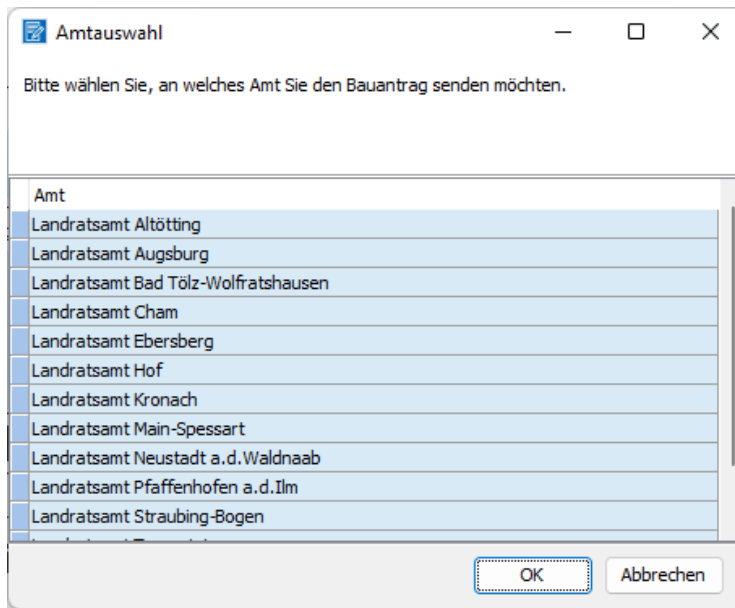 Amtauswahl
Bitte wählen Sie, an welches Amt Sie den Bauantrag senden möchten.
Amt
Landratsamt Altötting
Landratsamt Augsburg
Landratsamt Bad Tölz-Wolfratshausen
Landratsamt Cham
Landratsamt Ebersberg
Landratsamt Hof
Landratsamt Kronach
Landratsamt Main-Spessart
Landratsamt Neustadt a.d.Waldnaab
Landratsamt Pfaffenhofen a.d.Ilm
Landratsamt Straubing-Bogen
OK
Abbrechen